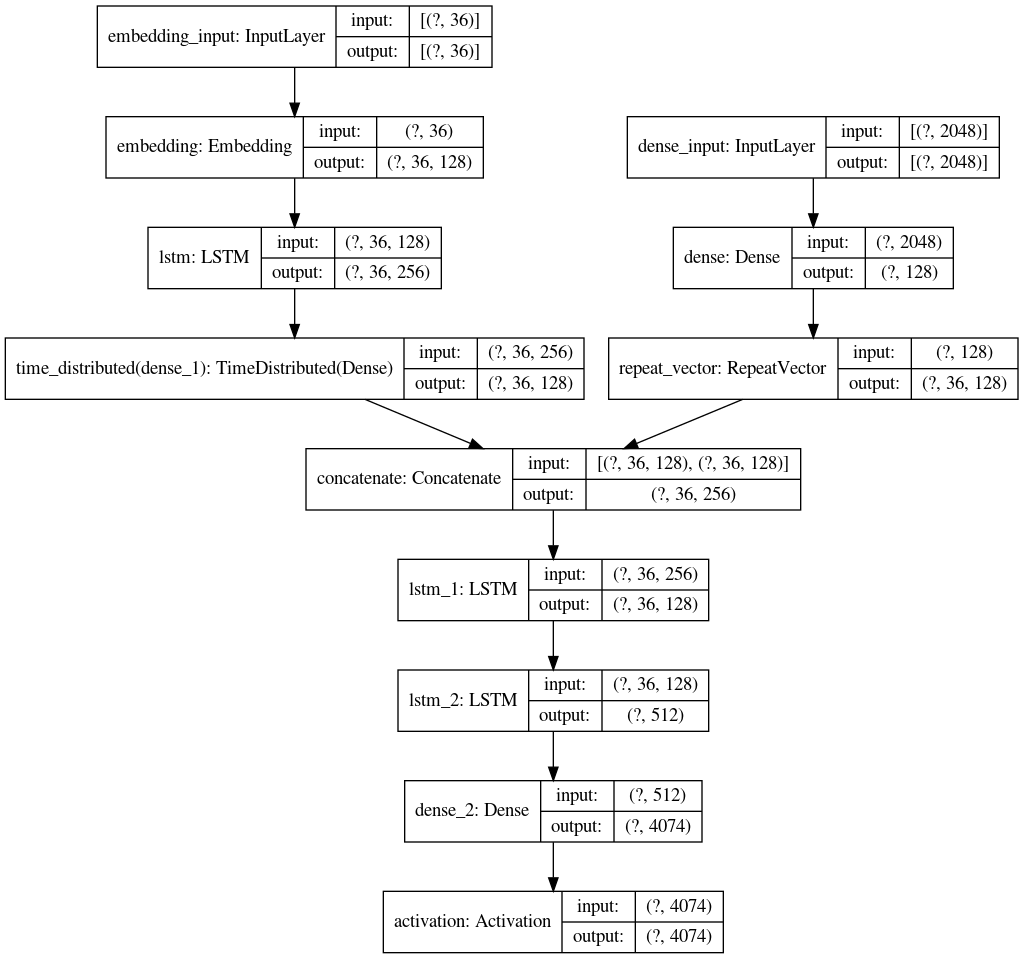 embedding_input: InputLayer
input: [(?, 36)]
output: [(?, 36)]
embedding: Embedding
input: (?, 36)
output: (?, 36, 128)
dense_input: InputLayer
input: [(?, 2048)]
output: [(?, 2048)]
lstm: LSTM
input: (?, 36, 128)
output: (?, 36, 256)
dense: Dense
input: (?, 2048)
output: (?, 128)
time_distributed(dense_1): TimeDistributed(Dense)
input: (?, 36, 256)
output: (?, 36, 128)
repeat_vector: RepeatVector
input: (?, 128)
output: (?, 36, 128)
concatenate: Concatenate
input: [(?, 36, 128), (?, 36, 128)]
output: (?, 36, 256)
lstm_1: LSTM
input: (?, 36, 256)
output: (?, 36, 128)
lstm_2: LSTM
input: (?, 36, 128)
output: (?, 512)
dense_2: Dense
input: (?, 512)
output: (?, 4074)
activation: Activation
input: (?, 4074)
output: (?, 4074)